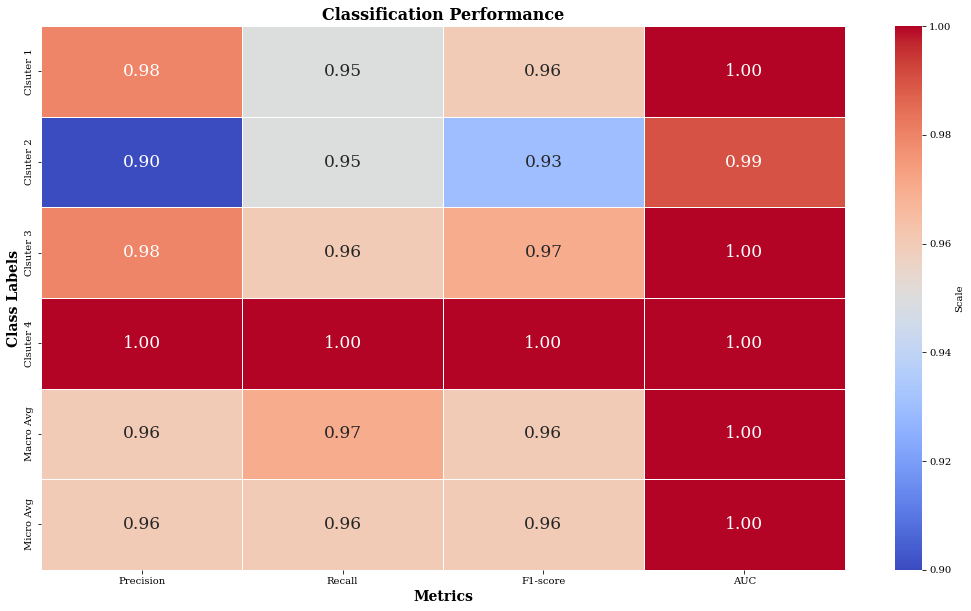 Classification Performance
Class Labels
Clsuter 1
0.98 0.95 0.96 1.00
Clsuter 2
0.90 0.95 0.93 0.99
Clsuter 3
0.98 0.96 0.97 1.00
Clsuter 4
1.00 1.00 1.00 1.00
Macro Avg
0.96 0.97 0.96 1.00
Micro Avg
0.96 0.96 0.96 1.00
Precision Recall F1-score AUC
Metrics
1.00
0.98
0.96
0.94
0.92
0.90
Scale